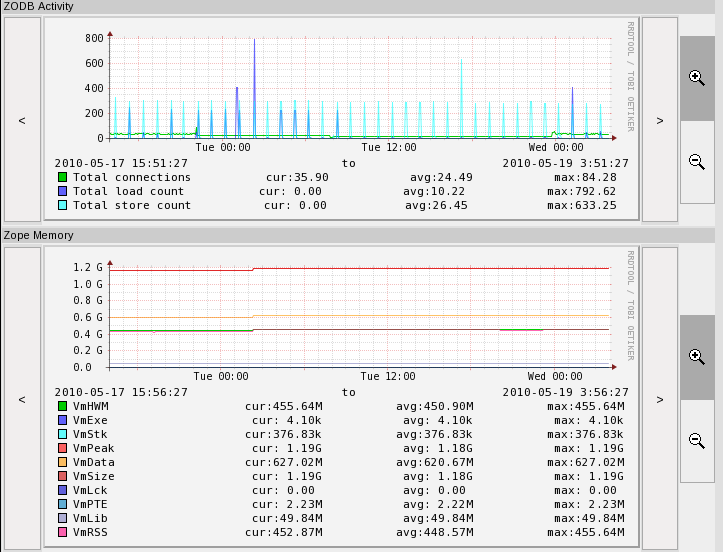 ZODB Activity
RRDTOOL / TOBI OETIKER
800
600
400
200
0
Tue 00:00 Tue 12:00 Wed 00:00
2010-05-17 15:51:27 to 2010-05-19 3:51:27
Total connections cur:35.90 avg:24.49 max:84.28
Total load count cur: 0.00 avg:10.22 max:792.62
Total store count cur: 0.00 avg:26.45 max:633.25
<
>
Zope Memory
RRDTOOL / TOBI OETIKER
1.2 G
1.0 G
0.8 G
0.6 G
0.4 G
0.2 G
0.0
Tue 00:00 Tue 12:00 Wed 00:00
2010-05-17 15:56:27 to 2010-05-19 3:56:27
VmHWM cur:455.64M avg:450.90M max:455.64M
VmExe cur: 4.10k avg: 4.10k max: 4.10k
VmStk cur:376.83k avg:376.83k max:376.83k
VmPeak cur: 1.19G avg: 1.18G max: 1.19G
VmData cur:627.02M avg:620.67M max:627.02M
VmSize cur: 1.19G avg: 1.18G max: 1.19G
VmLck cur: 0.00 avg: 0.00 max: 0.00
VmPTE cur: 2.23M avg: 2.22M max: 2.23M
VmLib cur:49.84M avg:49.84M max:49.84M
VmRSS cur:452.87M avg:448.57M max:455.64M
<
>